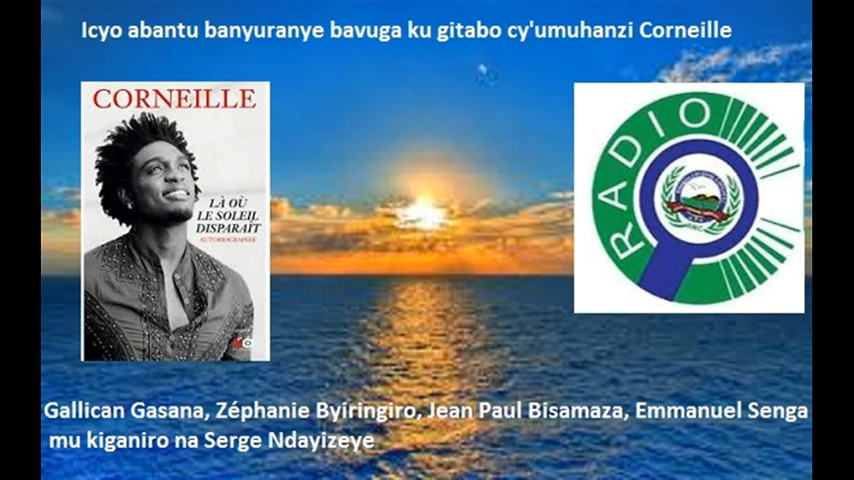 Icyo abantu banyuranye bavuga ku gitabo cy'umuhanzi Corneille
CORNEILLE
LÀ OÙ
LE SOLEIL
DISPARAÎT
AUTOBIOGRAPHIE
RADIO
Gallican Gasana, Zéphanie Byiringiro, Jean Paul Bisamaza, Emmanuel Senga
mu kiganiro na Serge Ndayizeye